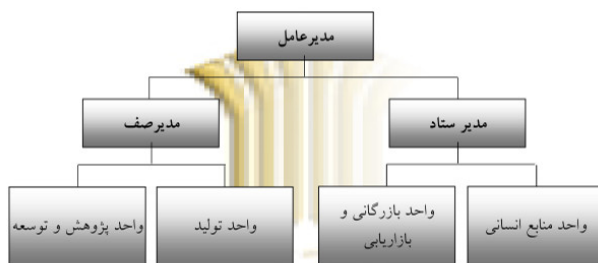 مدیرعامل
مدیر ستاد
مدیرصف
واحد منابع انسانی
واحد بازرگانی و
بازاریابی
واحد تولید
واحد پژوهش و توسعه